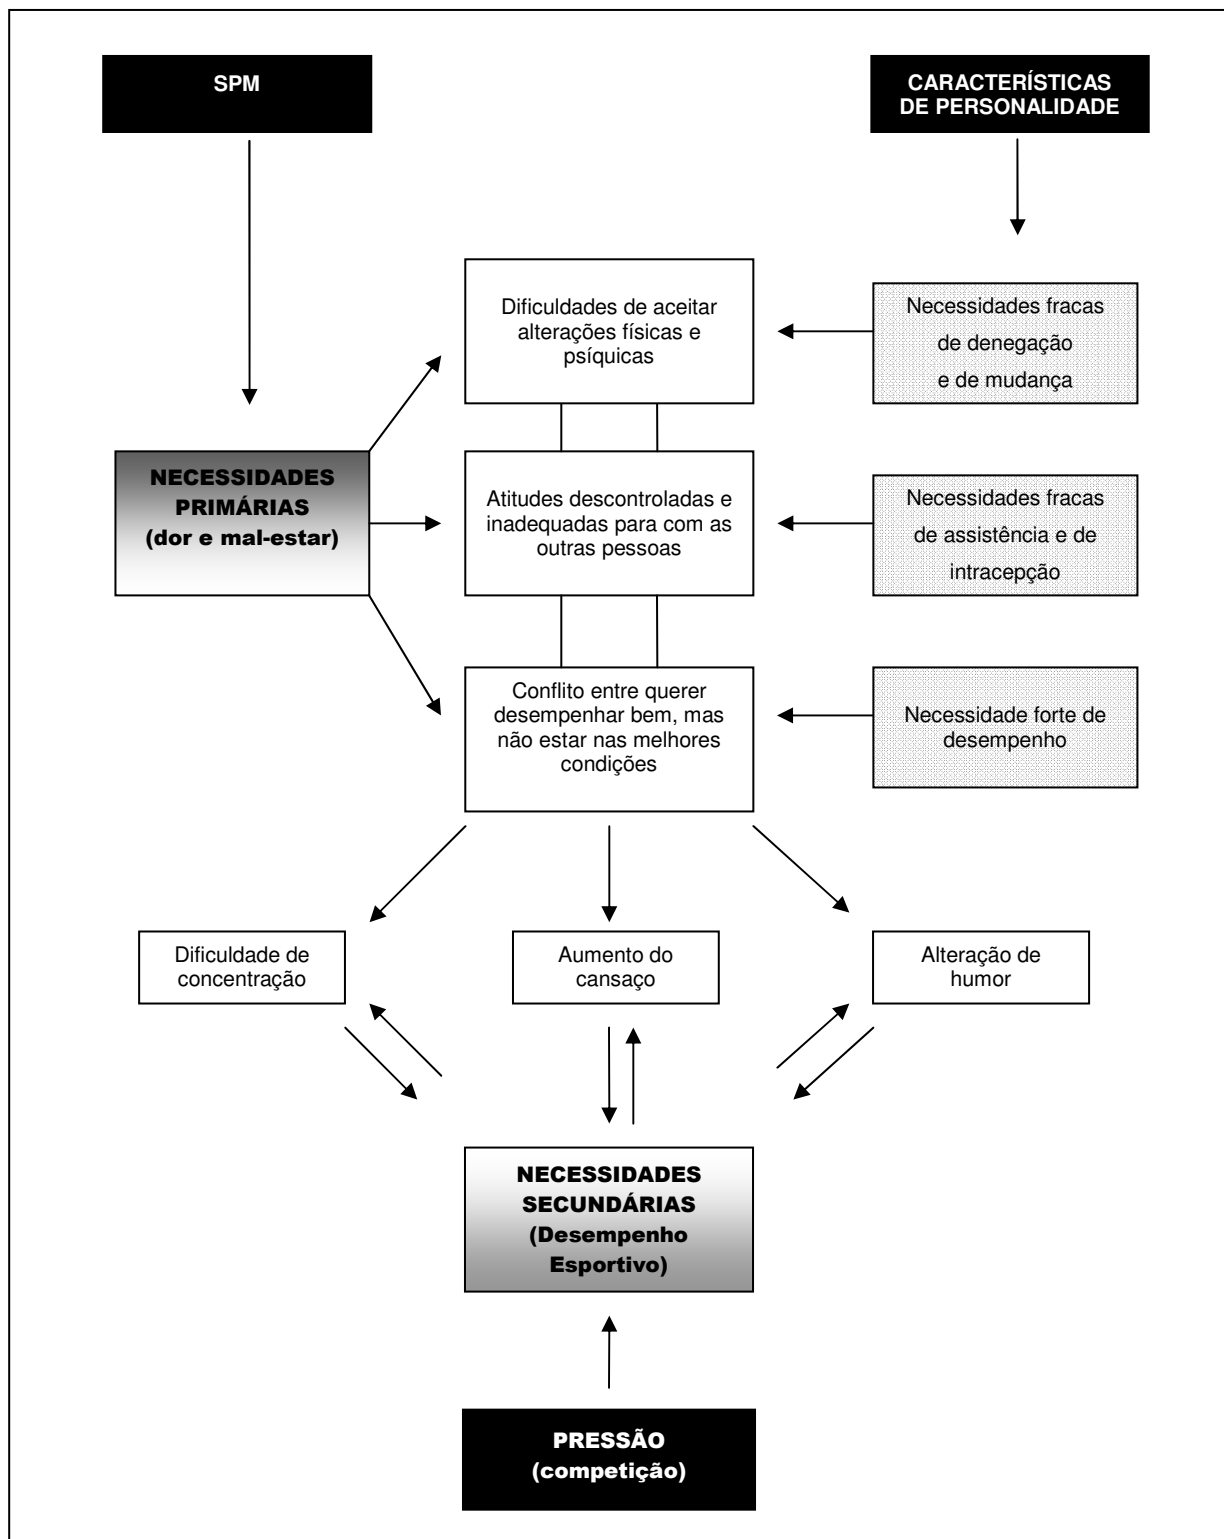 SPM
CARACTERÍSTICAS
DE PERSONALIDADE
Dificuldades de aceitar
alterações físicas e
psíquicas
Necessidades fracas
de denegação
e de mudança
NECESSIDADES
PRIMÁRIAS
(dor e mal-estar)
Atitudes descontroladas e
inadequadas para com as
outras pessoas
Necessidades fracas
de assistência e de
intracepção
Conflito entre querer
desempenhar bem, mas
não estar nas melhores
condições
Necessidade forte de
desempenho
Dificuldade de
concentração
Aumento do
cansaço
Alteração de
humor
NECESSIDADES
SECUNDÁRIAS
(Desempenho
Esportivo)
PRESSÃO
(competição)